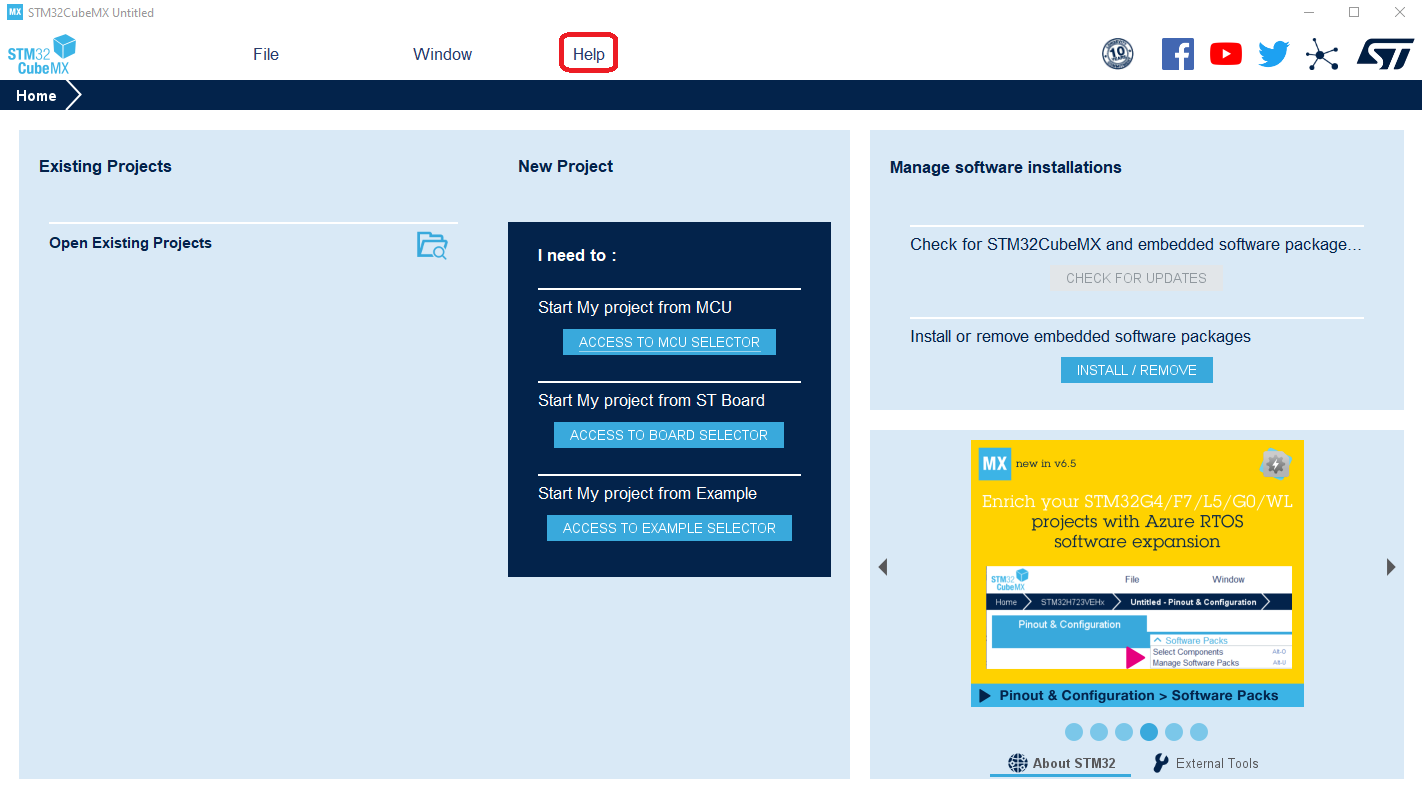 MX STM32CubeMX Untitled
STM32
CubeMX
File
Window
Help
10
ST
Home
Existing Projects
New Project
Manage software installations
Open Existing Projects
I need to :
Start My project from MCU
ACCESS TO MCU SELECTOR
Start My project from ST Board
ACCESS TO BOARD SELECTOR
Start My project from Example
ACCESS TO EXAMPLE SELECTOR
Check for STM32CubeMX and embedded software package...
CHECK FOR UPDATES
Install or remove embedded software packages
INSTALL / REMOVE
MX new in v6.5
Enrich your STM32G4/F7/L5/G0/WL
projects with Azure RTOS
software expansion
STM32
CubeMX
File
Window
Home
STM32H723VEHx
Untitled - Pinout & Configuration
Pinout & Configuration
Software Packs
Select Components Alt-O
Manage Software Packs Alt-U
Pinout & Configuration > Software Packs
About STM32
External Tools